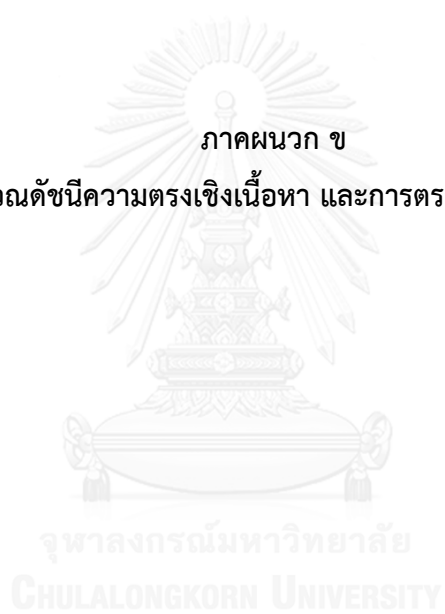 ภาคผนวก ข
วณดัชนีความตรงเชิงเนื้อหา และการตร
จุฬาลงกรณ์มหาวิทยาลัย
CHULALONGKORN UNIVERSITY